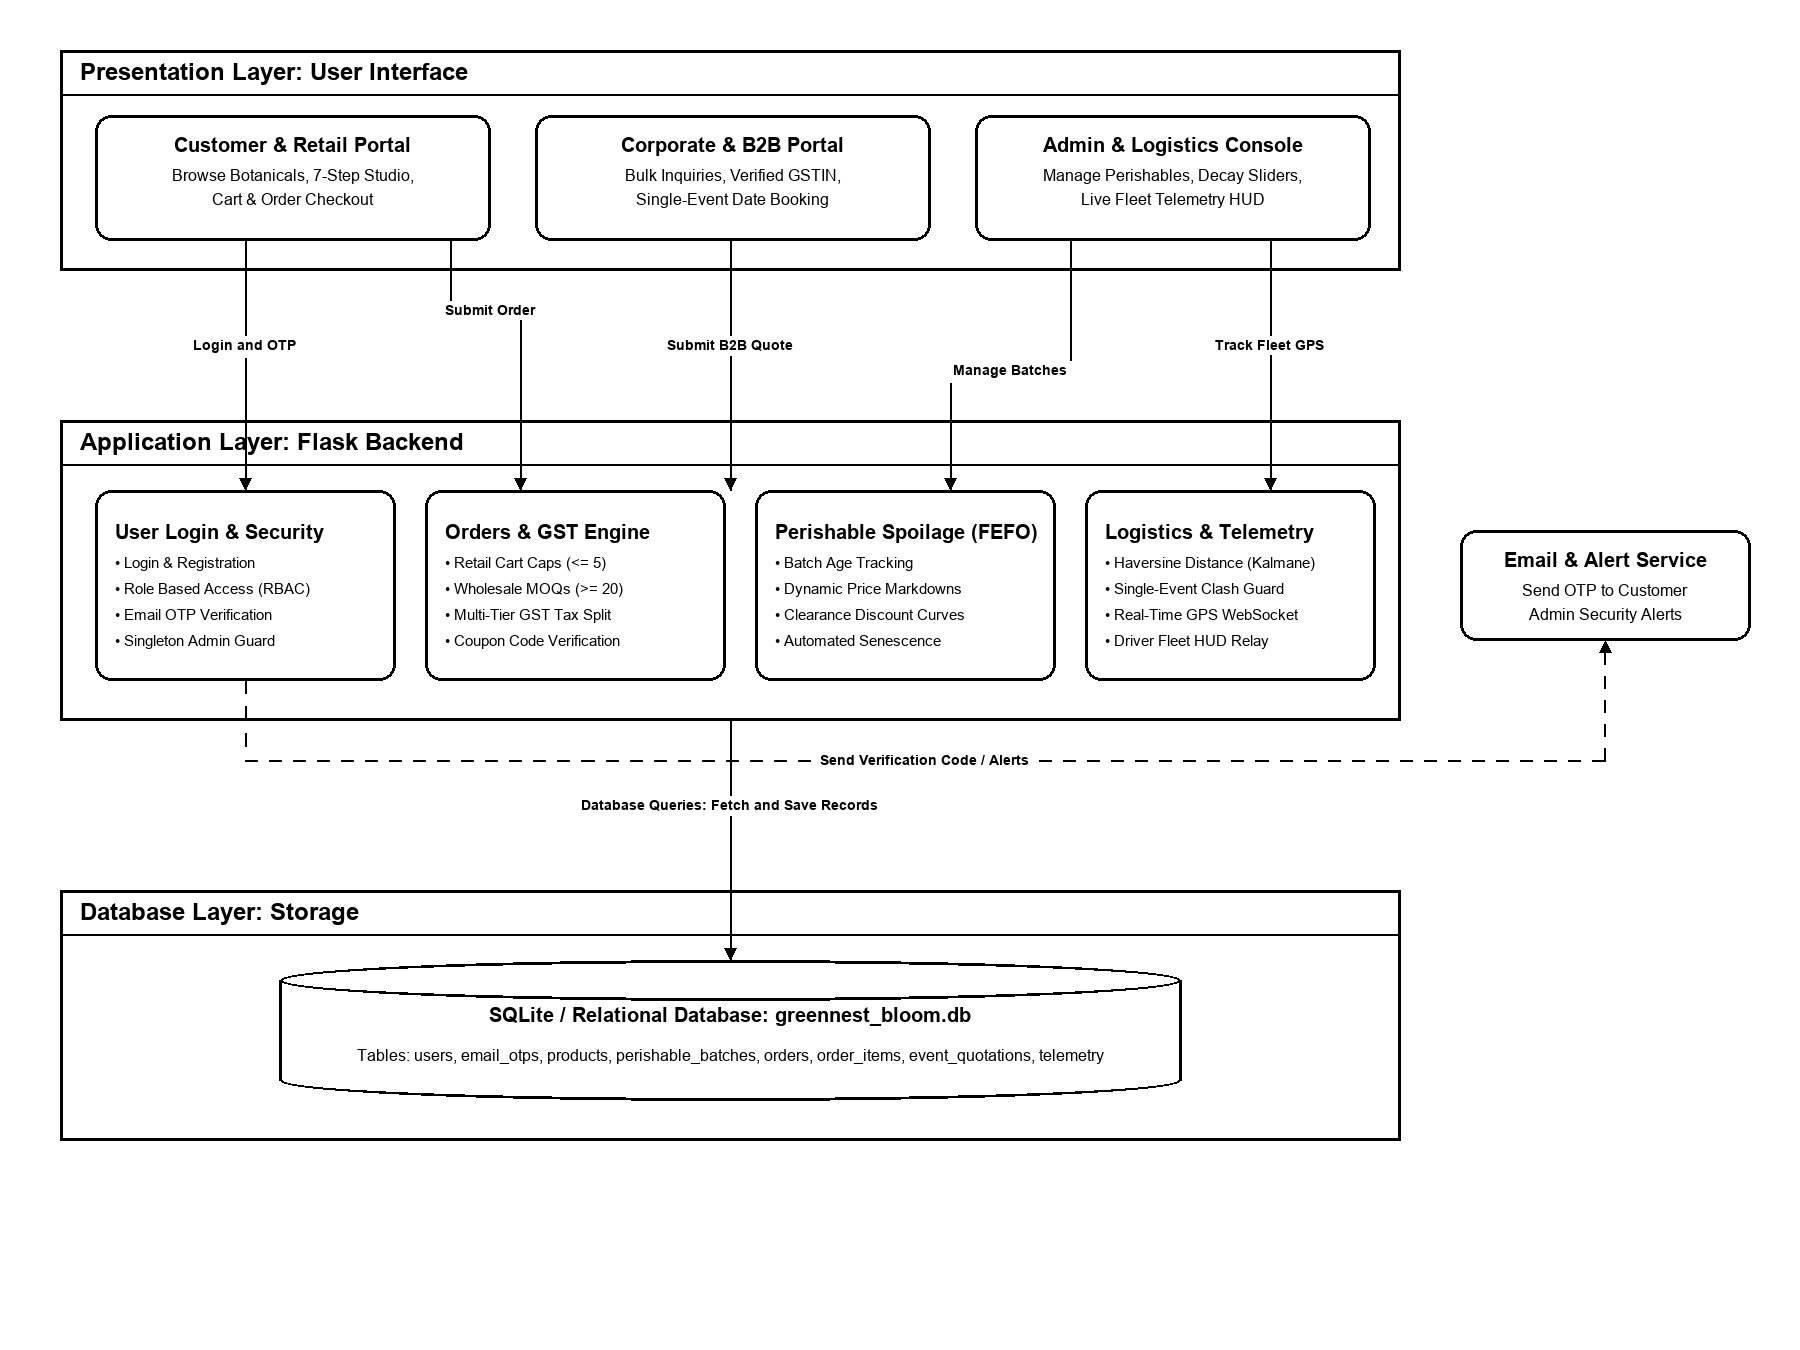 Presentation Layer: User Interface
Customer & Retail Portal
Browse Botanicals, 7-Step Studio,
Cart & Order Checkout
Corporate & B2B Portal
Bulk Inquiries, Verified GSTIN,
Single-Event Date Booking
Admin & Logistics Console
Manage Perishables, Decay Sliders,
Live Fleet Telemetry HUD
Submit Order
Login and OTP
Submit B2B Quote
Track Fleet GPS
Manage Batches
Application Layer: Flask Backend
User Login & Security
• Login & Registration
• Role Based Access (RBAC)
• Email OTP Verification
• Singleton Admin Guard
Orders & GST Engine
• Retail Cart Caps (<= 5)
• Wholesale MOQs (>= 20)
• Multi-Tier GST Tax Split
• Coupon Code Verification
Perishable Spoilage (FEFO)
• Batch Age Tracking
• Dynamic Price Markdowns
• Clearance Discount Curves
• Automated Senescence
Logistics & Telemetry
• Haversine Distance (Kalmane)
• Single-Event Clash Guard
• Real-Time GPS WebSocket
• Driver Fleet HUD Relay
Email & Alert Service
Send OTP to Customer
Admin Security Alerts
Send Verification Code / Alerts
Database Queries: Fetch and Save Records
Database Layer: Storage
SQLite / Relational Database: greennest_bloom.db
Tables: users, email_otps, products, perishable_batches, orders, order_items, event_quotations, telemetry